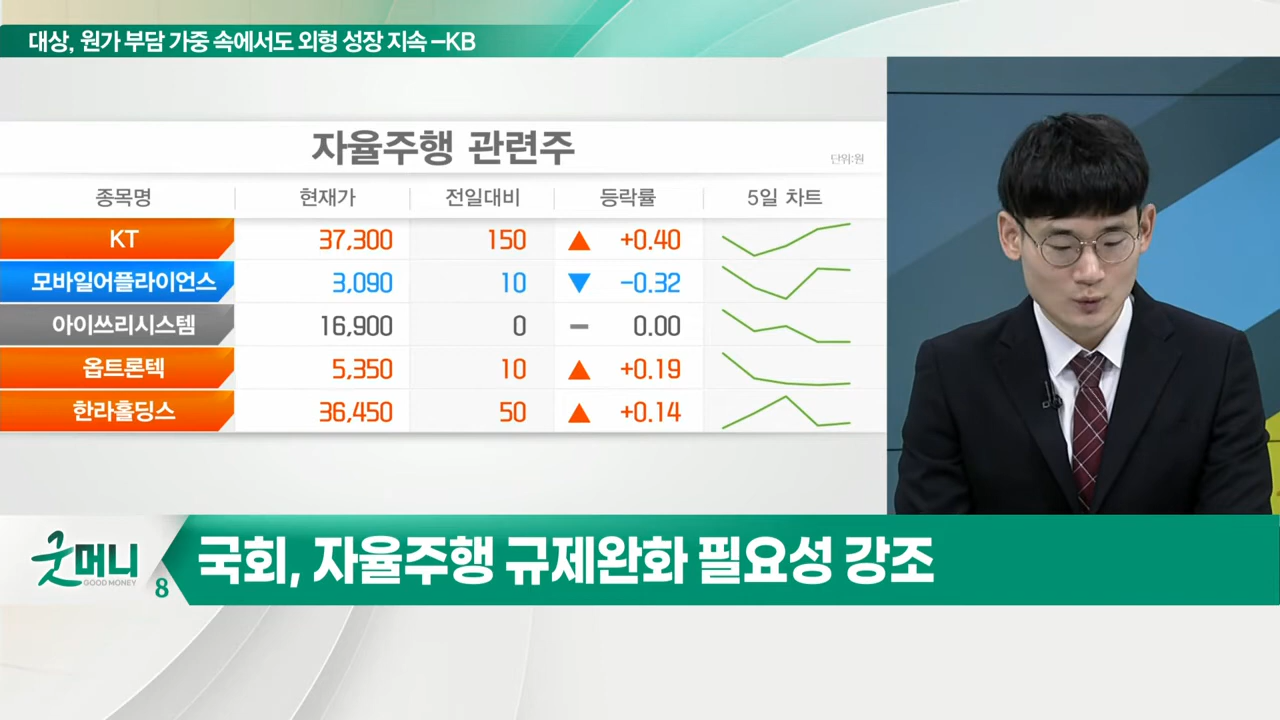 대상, 원가 부담 가중 속에서도 외형 성장 지속 –KB
자율주행 관련주
단위:원
종목명 현재가 전일대비 등락률 5일 차트
KT 37,300 150 ▲ +0.40
모바일어플라이언스 3,090 10 ▼ -0.32
아이쓰리시스템 16,900 0 – 0.00
옵트론텍 5,350 10 ▲ +0.19
한라홀딩스 36,450 50 ▲ +0.14
굿머니
GOOD MONEY
8
국회, 자율주행 규제완화 필요성 강조